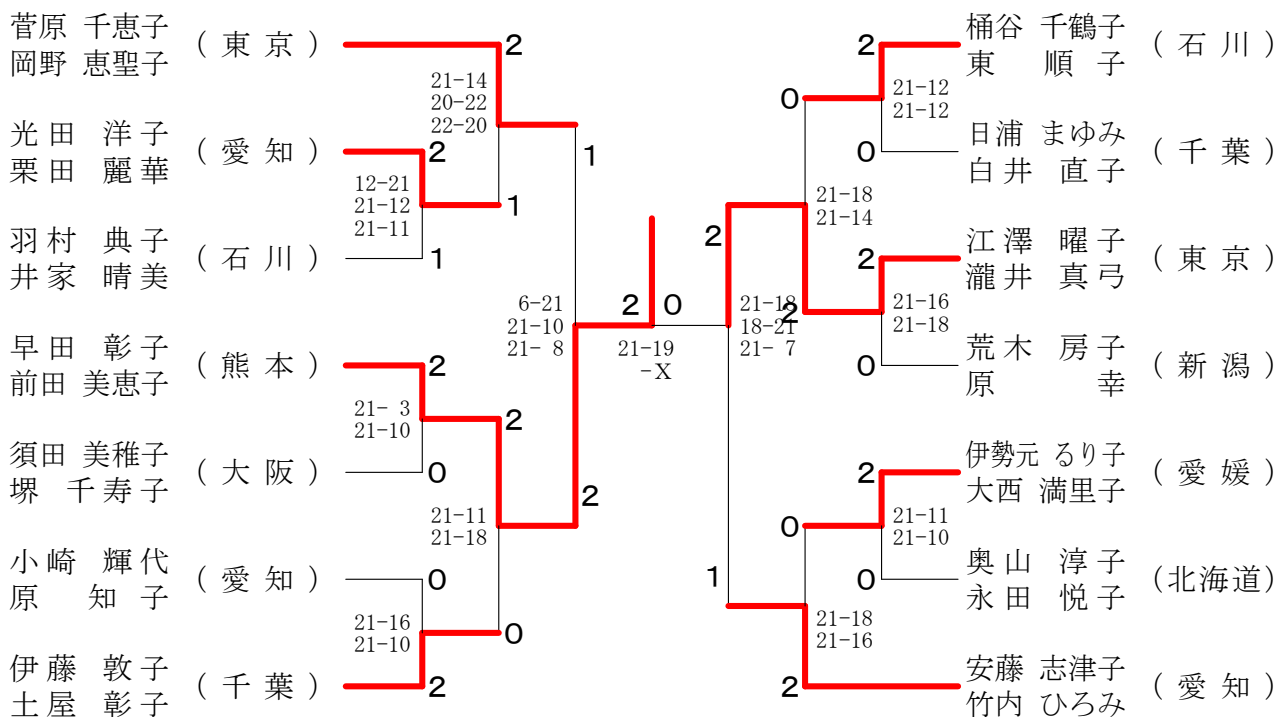 菅原 千恵子
岡野 恵聖子
( 東 京 )
2
21-14
20-22
22-20
光 田 洋 子
栗 田 麗 華
( 愛 知 )
2
12-21
21-12
21-11
1
1
羽 村 典 子
井 家 晴 美
( 石 川 )
1
早 田 彰 子
前田 美恵子
( 熊 本 )
2
21- 3
21-10
2
須田 美稚子
堺 千 寿 子
( 大 阪 )
0
21-11
21-18
2
小 崎 輝 代
原 知 子
( 愛 知 )
0
21-16
21-10
0
伊 藤 敦 子
土 屋 彰 子
( 千 葉 )
2
6-21
21-10
21- 8
2 0
21-19
-X
桶谷 千鶴子
東 順 子
( 石 川 )
2
21-12
21-12
0
日浦 まゆみ
白 井 直 子
( 千 葉 )
0
21-18
21-14
2
江 澤 曜 子
瀧 井 真 弓
( 東 京 )
2
21-16
21-18
2
荒 木 房 子
原 幸
( 新 潟 )
0
21-18
18-21
21- 7
伊勢元 るり子
大西 満里子
( 愛 媛 )
2
21-11
21-10
0
奥 山 淳 子
永 田 悦 子
(北海道)
0
1
21-18
21-16
安藤 志津子
竹内 ひろみ
( 愛 知 )
2